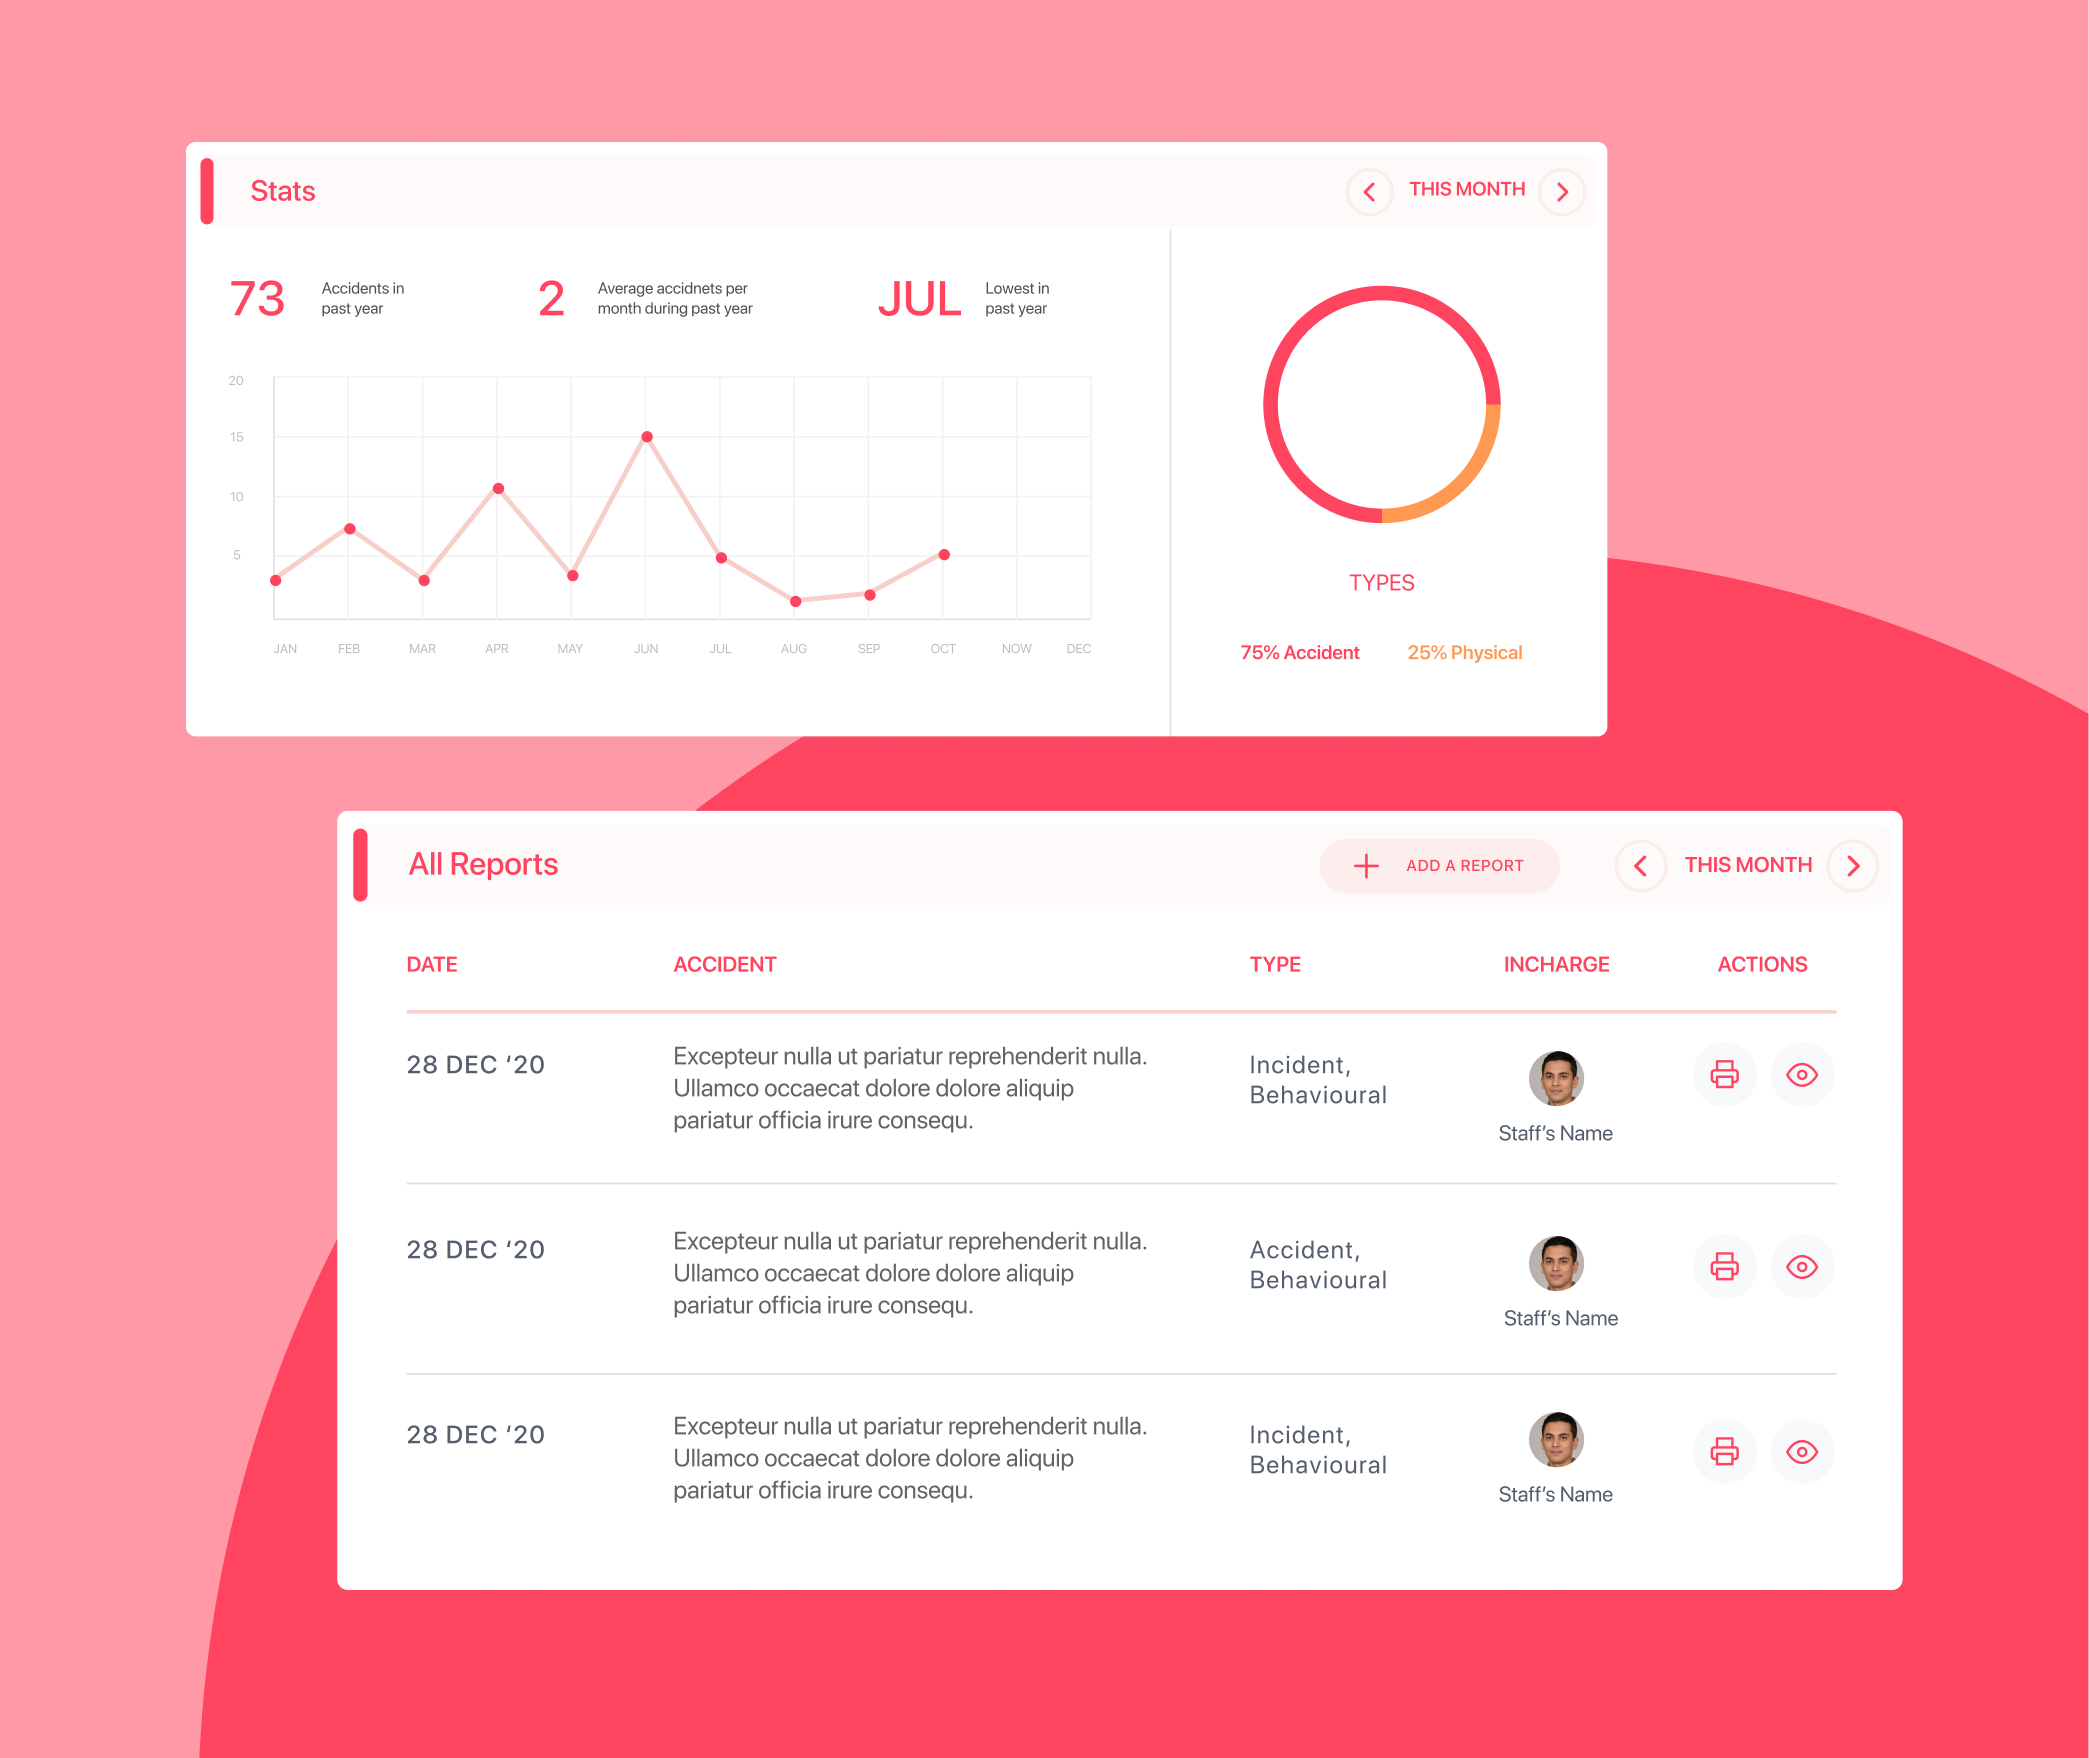 Stats
THIS MONTH
73
Accidents in
past year
2
Average accidnets per
month during past year
JUL
Lowest in
past year
20
15
10
5
JAN FEB MAR APR MAY JUN JUL AUG SEP OCT NOW DEC
TYPES
75% Accident 25% Physical
All Reports
ADD A REPORT
THIS MONTH
DATE ACCIDENT TYPE INCHARGE ACTIONS
28 DEC ‘20
Excepteur nulla ut pariatur reprehenderit nulla.
Ullamco occaecat dolore dolore aliquip
pariatur officia irure consequ.
Incident,
Behavioural
Staff’s Name
28 DEC ‘20
Excepteur nulla ut pariatur reprehenderit nulla.
Ullamco occaecat dolore dolore aliquip
pariatur officia irure consequ.
Accident,
Behavioural
Staff’s Name
28 DEC ‘20
Excepteur nulla ut pariatur reprehenderit nulla.
Ullamco occaecat dolore dolore aliquip
pariatur officia irure consequ.
Incident,
Behavioural
Staff’s Name